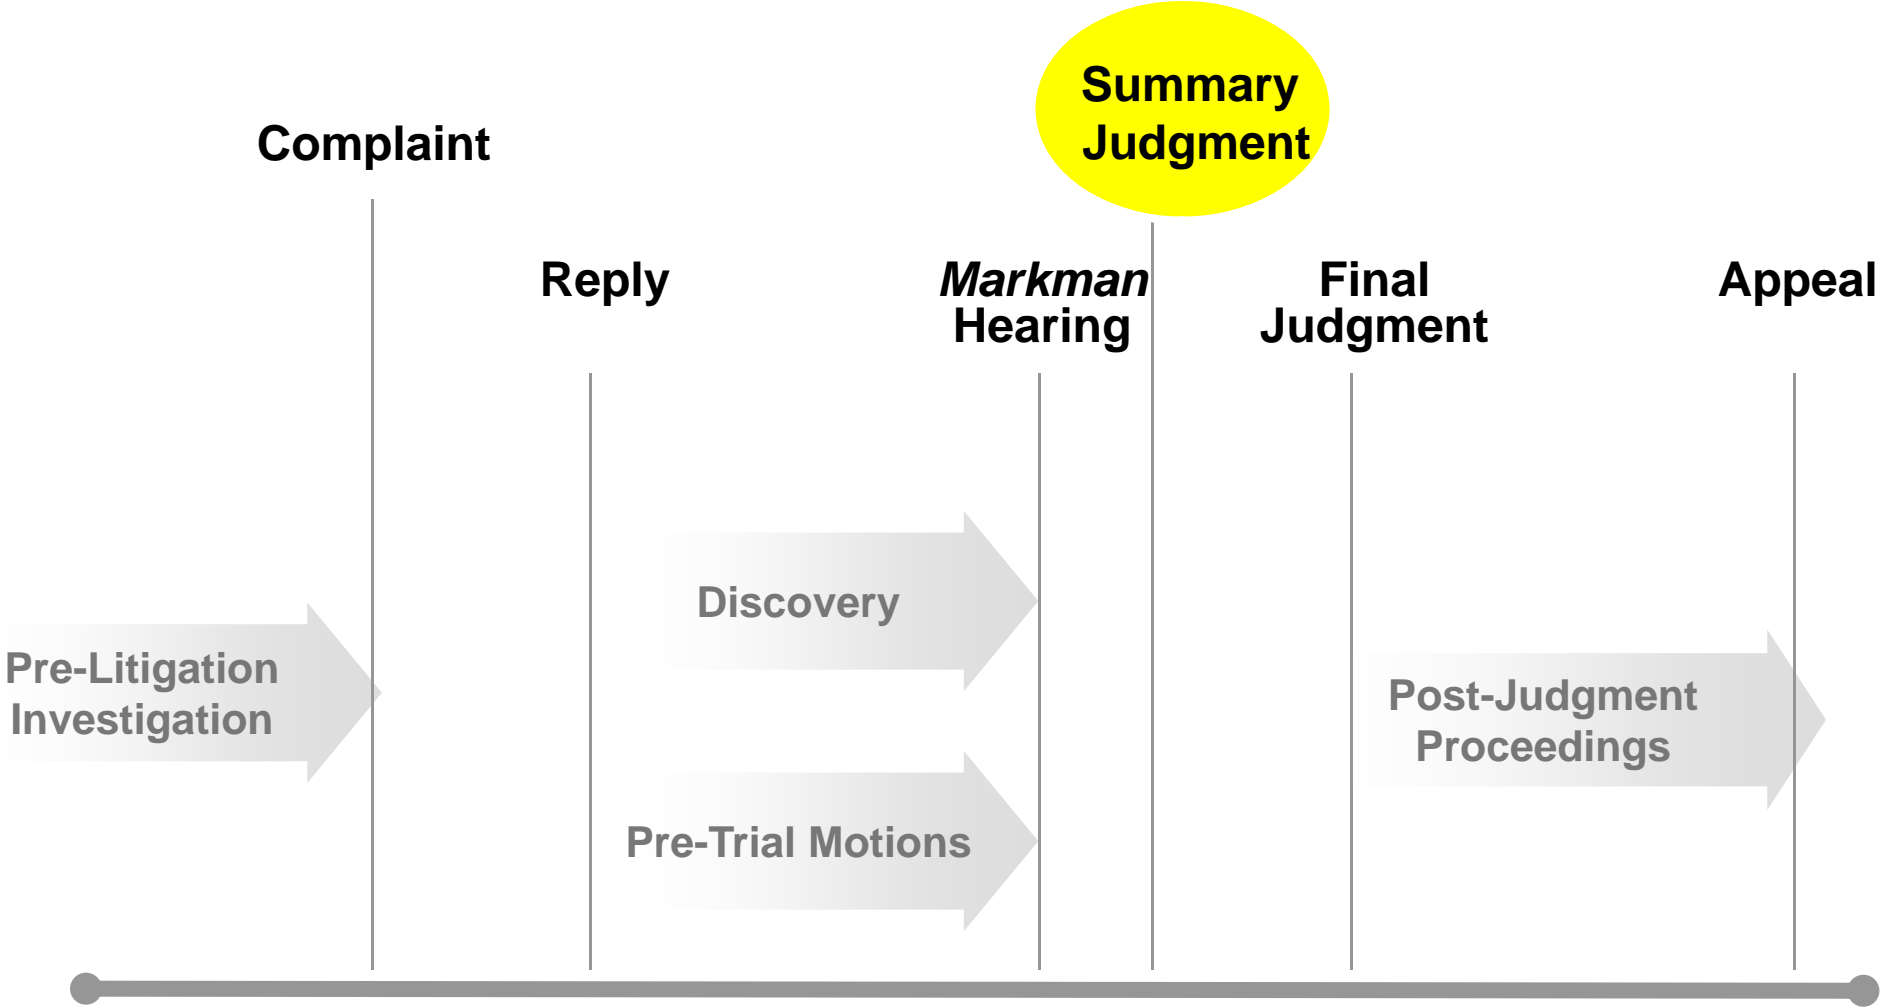 Summary
Judgment
Complaint
Reply
Markman
Hearing
Final
Judgment
Appeal
Discovery
Pre-Litigation
Investigation
Post-Judgment
Proceedings
Pre-Trial Motions